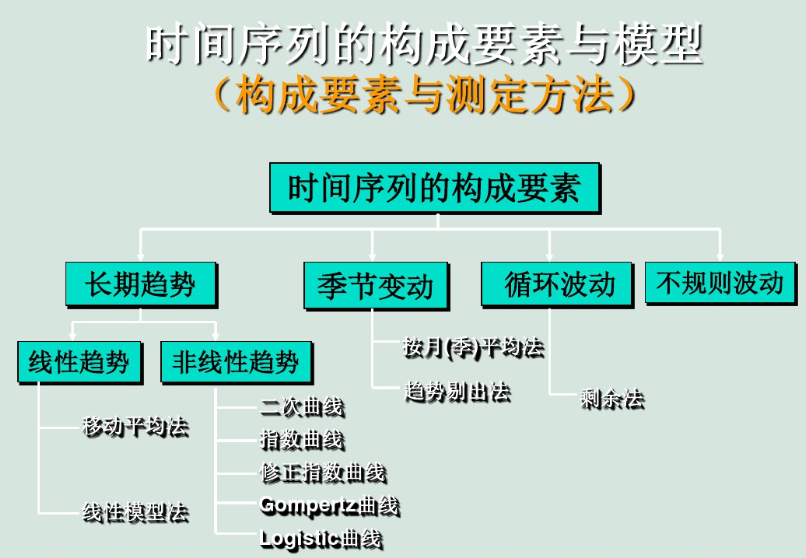 时间序列的构成要素与模型
（构成要素与测定方法）
时间序列的构成要素
长期趋势
季节变动
循环波动
不规则波动
线性趋势
非线性趋势
按月(季)平均法
趋势剔出法
剩余法
移动平均法
线性模型法
二次曲线
指数曲线
修正指数曲线
Gompertz曲线
Logistic曲线